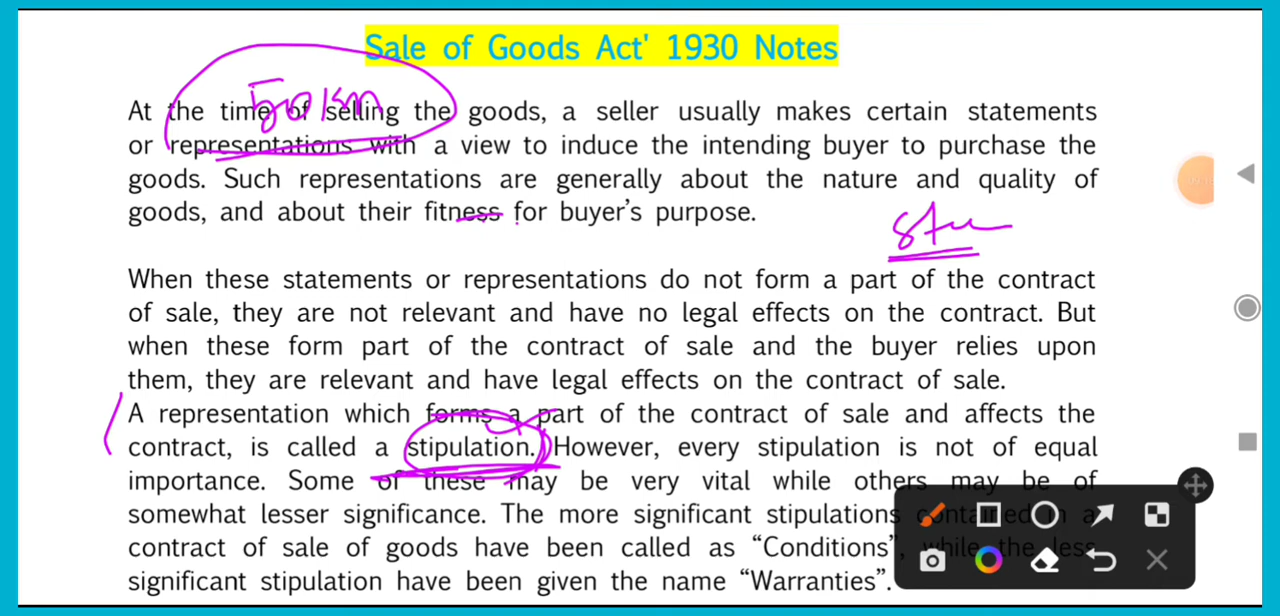 Sale of Goods Act' 1930 Notes
50 km
At the time of selling the goods, a seller usually makes certain statements
or representations with a view to induce the intending buyer to purchase the
goods. Such representations are generally about the nature and quality of
goods, and about their fitness for buyer's purpose.
When these statements or representations do not form a part of the contract
of sale, they are not relevant and have no legal effects on the contract. But
when these form part of the contract of sale and the buyer relies upon
them, they are relevant and have legal effects on the contract of sale.
A representation which forms a part of the contract of sale and affects the
contract, is called a stipulation. However, every stipulation is not of equal
importance. Some of these may be very vital while others may be of
somewhat lesser significance. The more significant stipulations contained in a
contract of sale of goods have been called as “Conditions”, while the less
significant stipulation have been given the name “Warranties”.